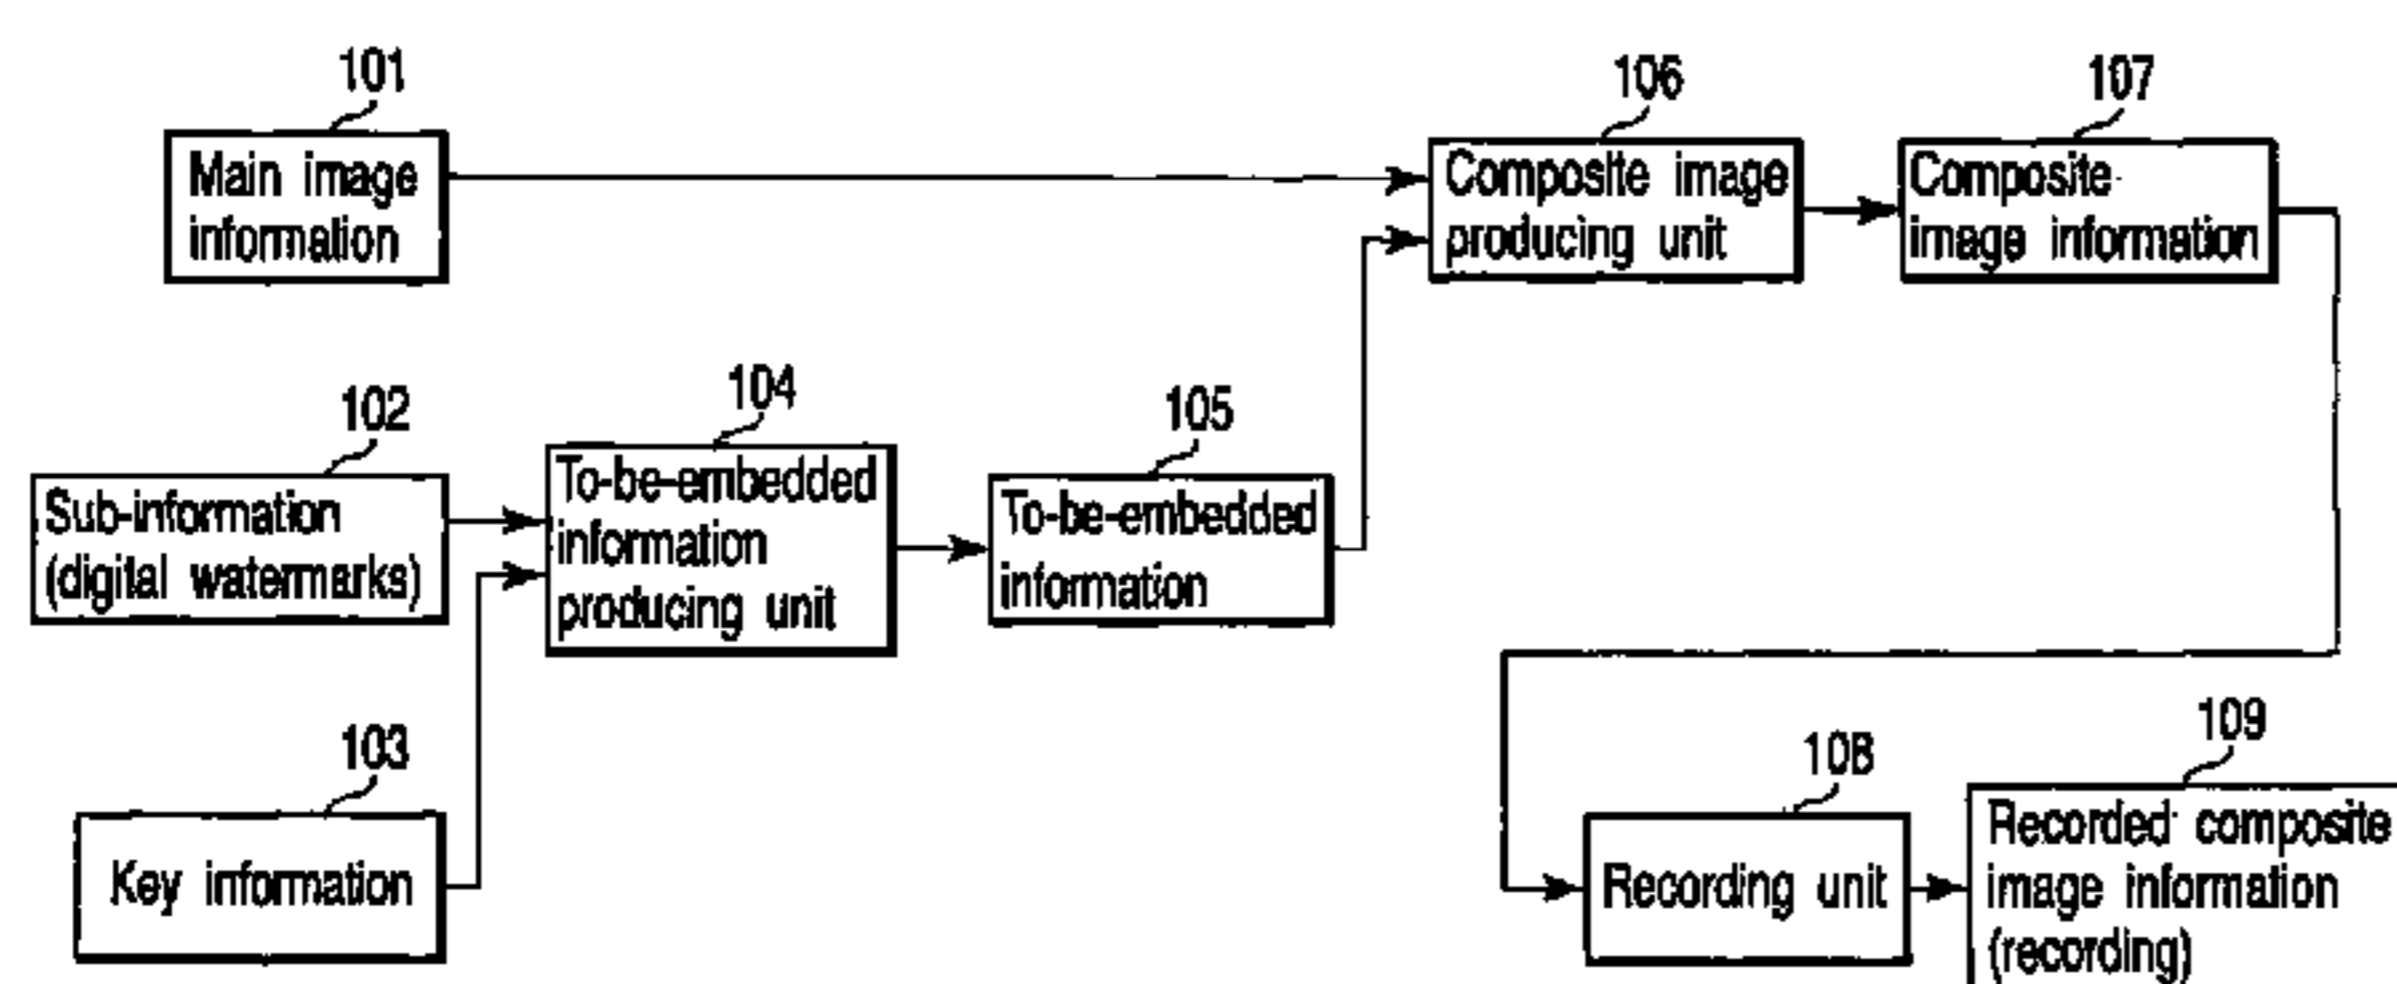 101
Main image
information
106
Composite image
producing unit
107
Composite
image information
102
Sub-information
(digital watermarks)
104
To-be-embedded
information
producing unit
105
To-be-embedded
information
103
Key information
108
Recording unit
109
Recorded composite
image information
(recording)